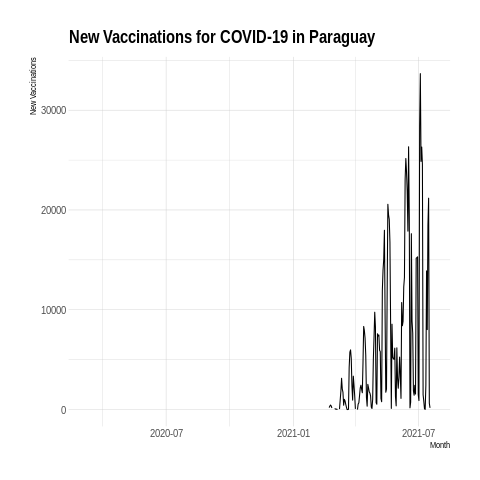 New Vaccinations for COVID-19 in Paraguay
New Vaccinations
30000
20000
10000
0
2020-07
2021-01
2021-07
Month